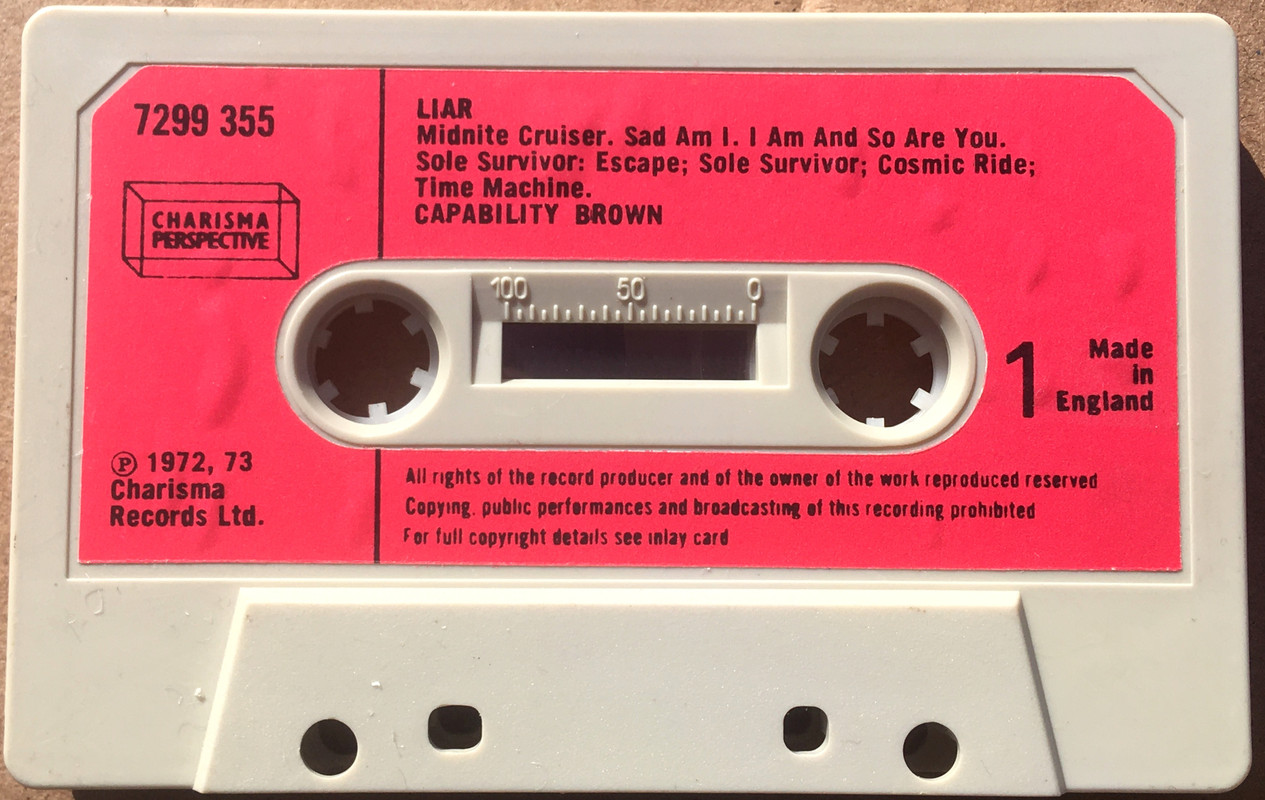 7299 355
CHARISMA
PERSPECTIVE
LIAR
Midnite Cruiser. Sad Am I. I Am And So Are You.
Sole Survivor: Escape; Sole Survivor; Cosmic Ride;
Time Machine.
CAPABILITY BROWN
100 50 0
1
Made
in
England
Ⓟ 1972, 73
Charisma
Records Ltd.
All rights of the record producer and of the owner of the work reproduced reserved
Copying, public performances and broadcasting of this recording prohibited
For full copyright details see inlay card